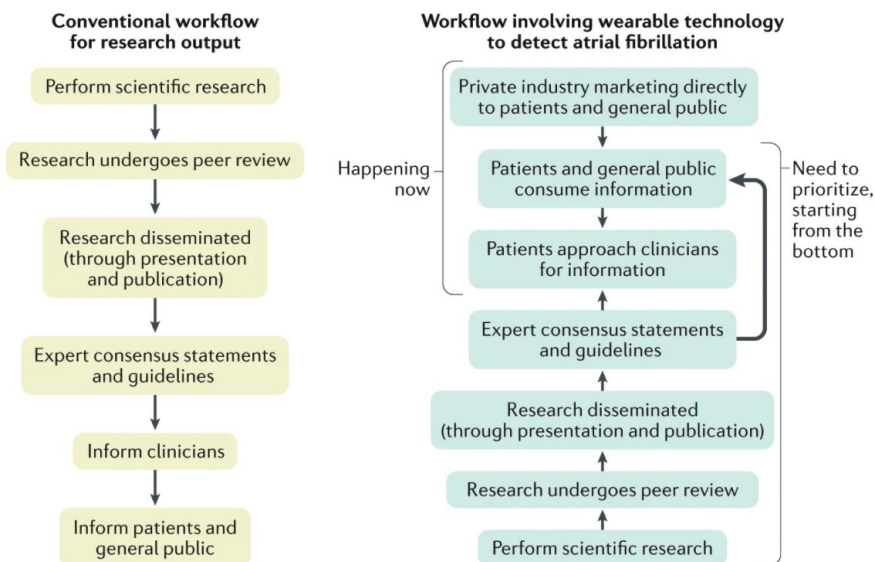 Conventional workflow
for research output
Perform scientific research
Research undergoes peer review
Research disseminated
(through presentation
and publication)
Expert consensus statements
and guidelines
Inform clinicians
Inform patients and
general public
Workflow involving wearable technology
to detect atrial fibrillation
Private industry marketing directly
to patients and general public
Happening
now
Patients and general public
consume information
Need to
prioritize,
starting
from the
bottom
Patients approach clinicians
for information
Expert consensus statements
and guidelines
Research disseminated
(through presentation and publication)
Research undergoes peer review
Perform scientific research